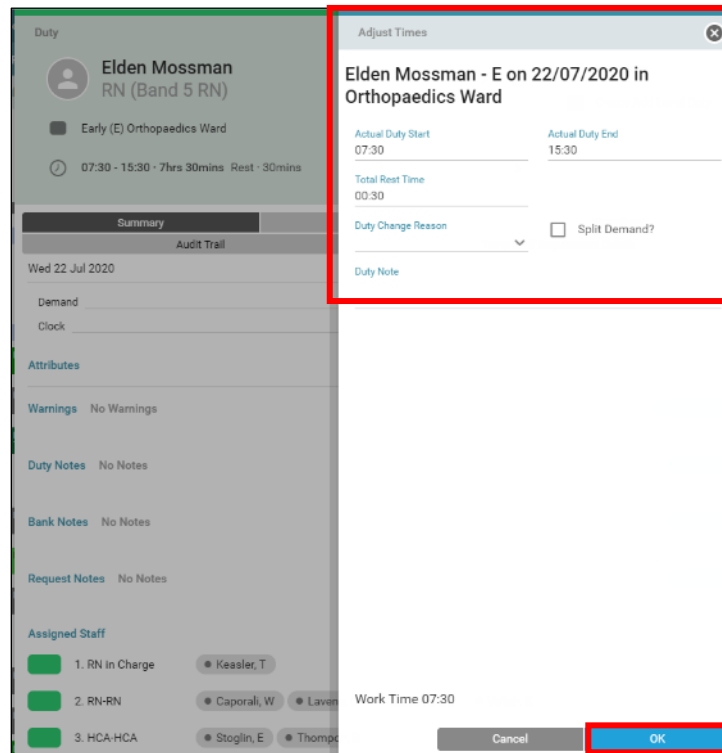 Duty
Elden Mossman
RN (Band 5 RN)
Early (E) Orthopaedics Ward
07:30 - 15:30 · 7hrs 30mins Rest · 30mins
Summary
Audit Trail
Wed 22 Jul 2020
Demand
Clock
Attributes
Warnings No Warnings
Duty Notes No Notes
Bank Notes No Notes
Request Notes No Notes
Assigned Staff
1. RN in Charge Keasler, T
2. RN-RN Caporali, W Laven
3. HCA-HCA Stoglin, E Thompo
Adjust Times
Elden Mossman - E on 22/07/2020 in
Orthopaedics Ward
Actual Duty Start Actual Duty End
07:30 15:30
Total Rest Time
00:30
Duty Change Reason Split Demand?
Duty Note
Work Time 07:30
Cancel OK